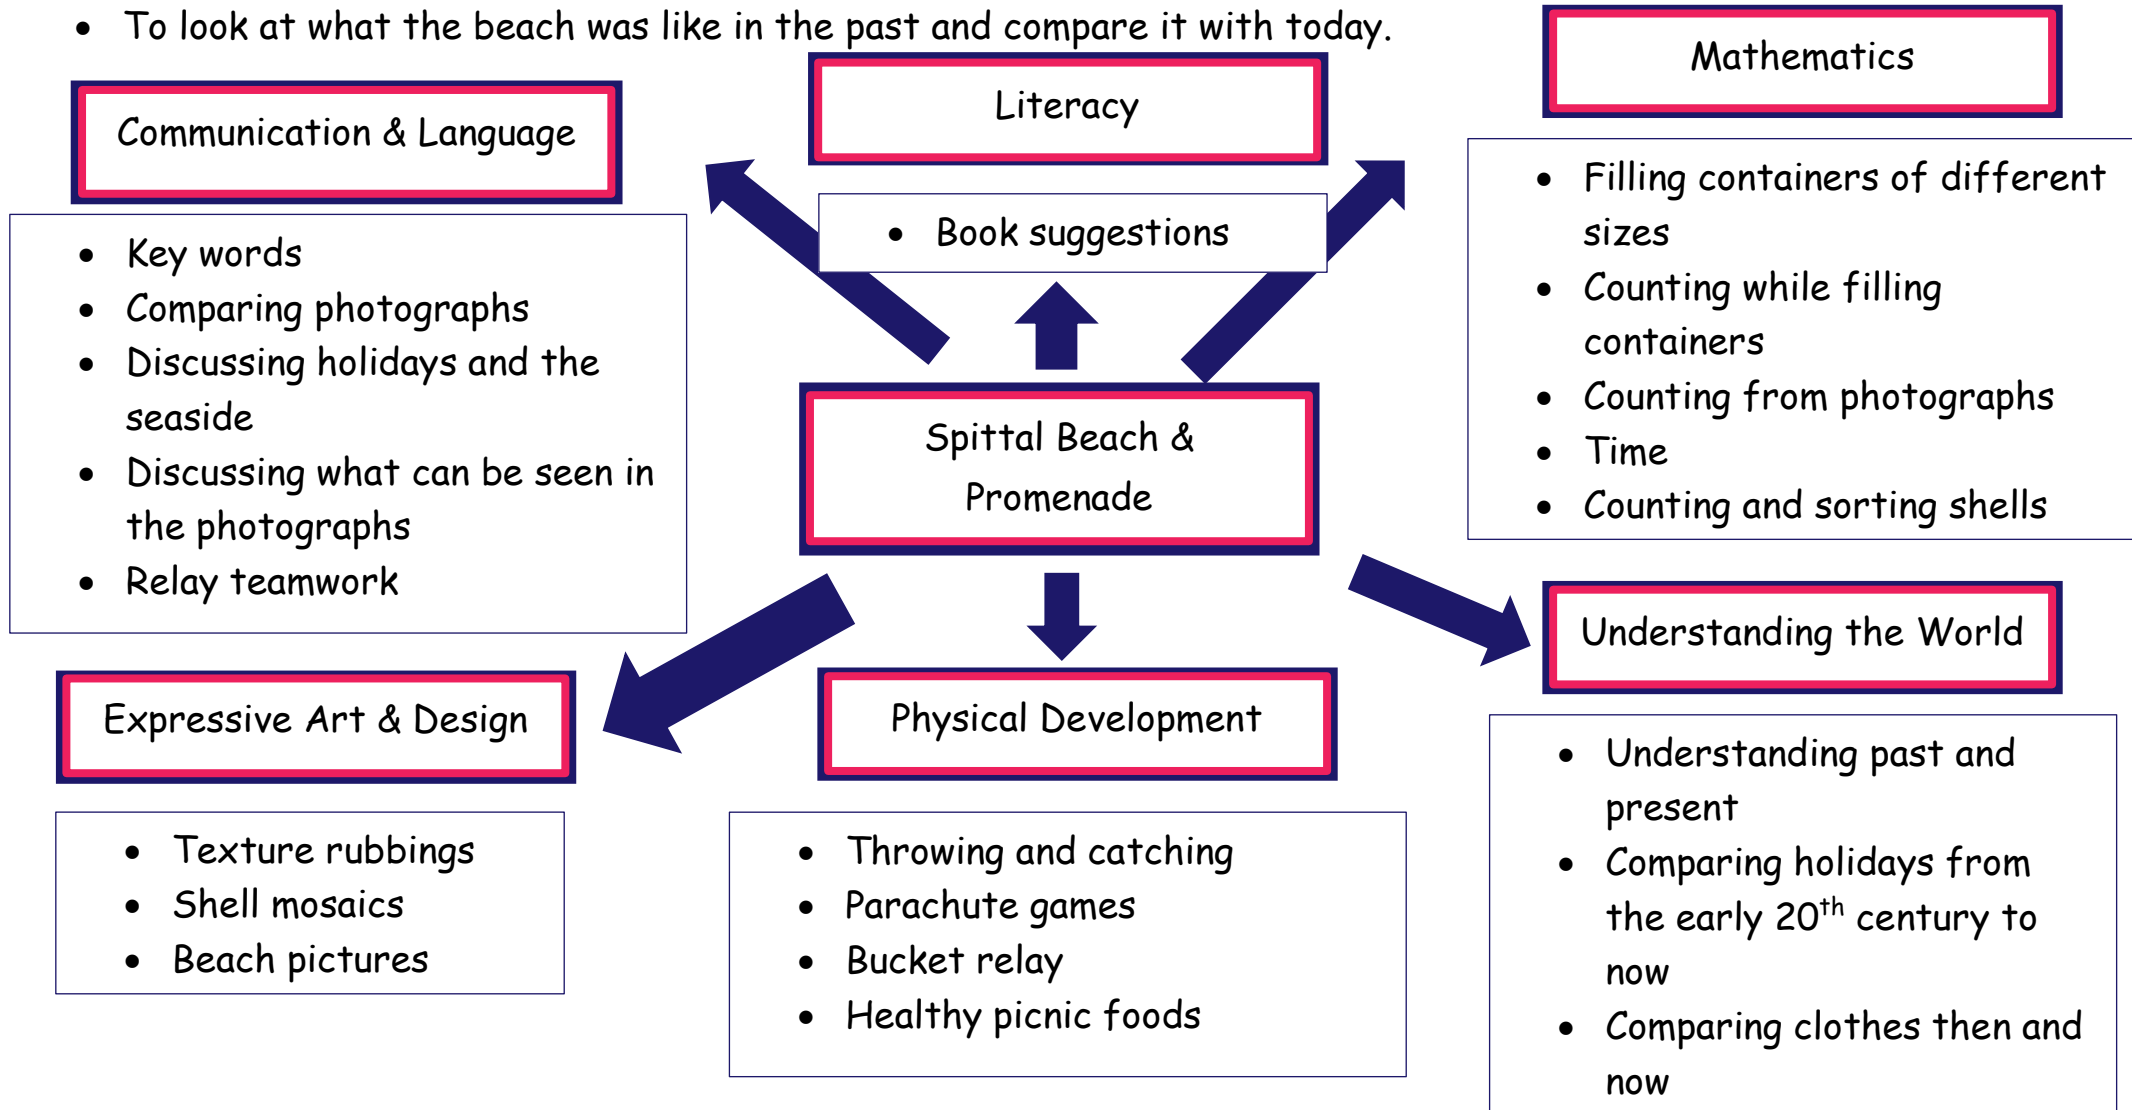 • To look at what the beach was like in the past and compare it with today.
Communication & Language
• Key words
• Comparing photographs
• Discussing holidays and the
seaside
• Discussing what can be seen in
the photographs
• Relay teamwork
Literacy
• Book suggestions
Mathematics
• Filling containers of different
sizes
• Counting while filling
containers
• Counting from photographs
• Time
• Counting and sorting shells
Spittal Beach &
Promenade
Expressive Art & Design
• Texture rubbings
• Shell mosaics
• Beach pictures
Physical Development
• Throwing and catching
• Parachute games
• Bucket relay
• Healthy picnic foods
Understanding the World
• Understanding past and
present
• Comparing holidays from
the early 20th century to
now
• Comparing clothes then and
now